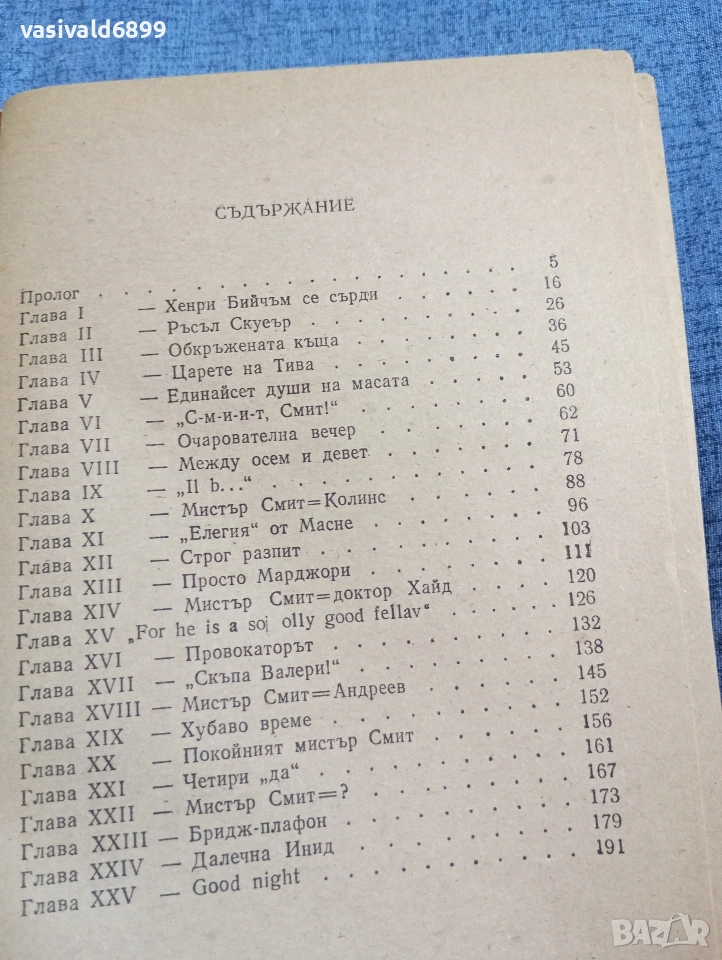 vasivald6899
СЪДЪРЖАНИЕ
Пролог . . . . . . . . . . . . . . . . . . 5
Глава I — Хенри Бийчъм се сърди . . . . . . 16
Глава II — Ръсъл Скуеър . . . . . . . . . 26
Глава III — Обкръжената къща . . . . . . . 36
Глава IV — Царете на Тива . . . . . . . . 45
Глава V — Единайсет души на масата . . . . 53
Глава VI — „С-м-и-и-т, Смит!“ . . . . . . 60
Глава VII — Очарователна вечер . . . . . . 62
Глава VIII — Между осем и девет . . . . . . 71
Глава IX — „Il b...“ . . . . . . . . . . 78
Глава X — Мистър Смит=Колинс . . . . . . 88
Глава XI — „Елегия“ от Масне . . . . . . . 96
Глава XII — Строг разпит . . . . . . . . . 103
Глава XIII — Просто Марджори . . . . . . . 111
Глава XIV — Мистър Смит=доктор Хайд . . . . 120
Глава XV „For he is a soj olly good fellav“ . . . . 126
Глава XVI — Провокаторът . . . . . . . . . 132
Глава XVII — „Скъпа Валери!“ . . . . . . . 138
Глава XVIII — Мистър Смит=Андреев . . . . . 145
Глава XIX — Хубаво време . . . . . . . . . 152
Глава XX — Покойният мистър Смит . . . . . 156
Глава XXI — Четири „да“ . . . . . . . . . 161
Глава XXII — Мистър Смит=? . . . . . . . . 167
Глава XXIII — Бридж-плафон . . . . . . . . 173
Глава XXIV — Далечна Инид . . . . . . . . 179
Глава XXV — Good night . . . . . . . . . 191
BAZAR